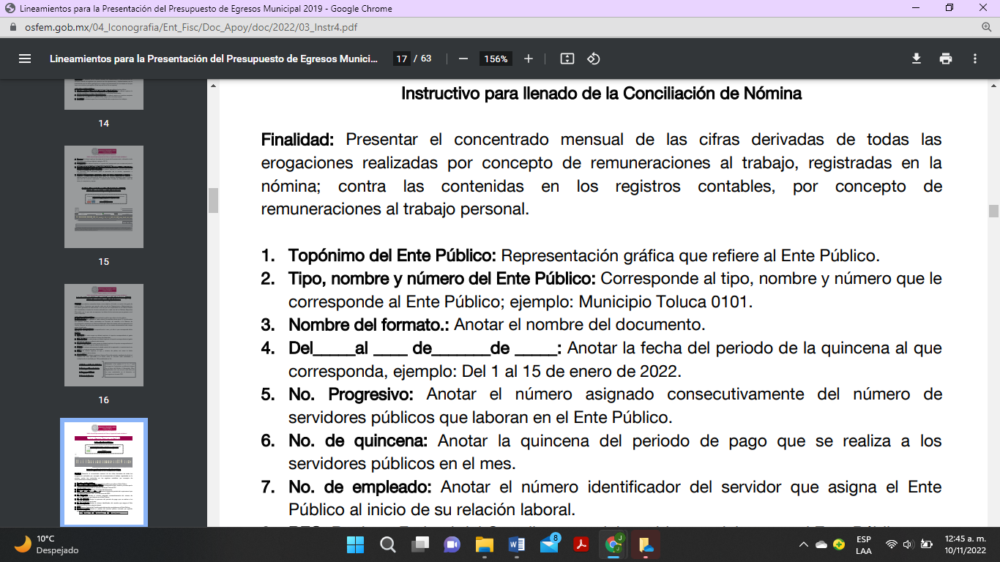 Lineamientos para la Presentación del Presupuesto de Egresos Municipal 2019 - Google Chrome
osfem.gob.mx/04_Iconografia/Ent_Fisc/Doc_Apoy/doc/2022/03_Instr4.pdf
Lineamientos para la Presentación del Presupuesto de Egresos Munici... 17 / 63 156%
14
15
16
Instructivo para llenado de la Conciliación de Nómina
Finalidad: Presentar el concentrado mensual de las cifras derivadas de todas las
erogaciones realizadas por concepto de remuneraciones al trabajo, registradas en la
nómina; contra las contenidas en los registros contables, por concepto de
remuneraciones al trabajo personal.
1. Topónimo del Ente Público: Representación gráfica que refiere al Ente Público.
2. Tipo, nombre y número del Ente Público: Corresponde al tipo, nombre y número que le
corresponde al Ente Público; ejemplo: Municipio Toluca 0101.
3. Nombre del formato.: Anotar el nombre del documento.
4. Del_____al ____ de_______de _____: Anotar la fecha del periodo de la quincena al que
corresponda, ejemplo: Del 1 al 15 de enero de 2022.
5. No. Progresivo: Anotar el número asignado consecutivamente del número de
servidores públicos que laboran en el Ente Público.
6. No. de quincena: Anotar la quincena del periodo de pago que se realiza a los
servidores públicos en el mes.
7. No. de empleado: Anotar el número identificador del servidor que asigna el Ente
Público al inicio de su relación laboral.
10°C
Despejado
8
ESP
LAA
12:45 a. m.
10/11/2022